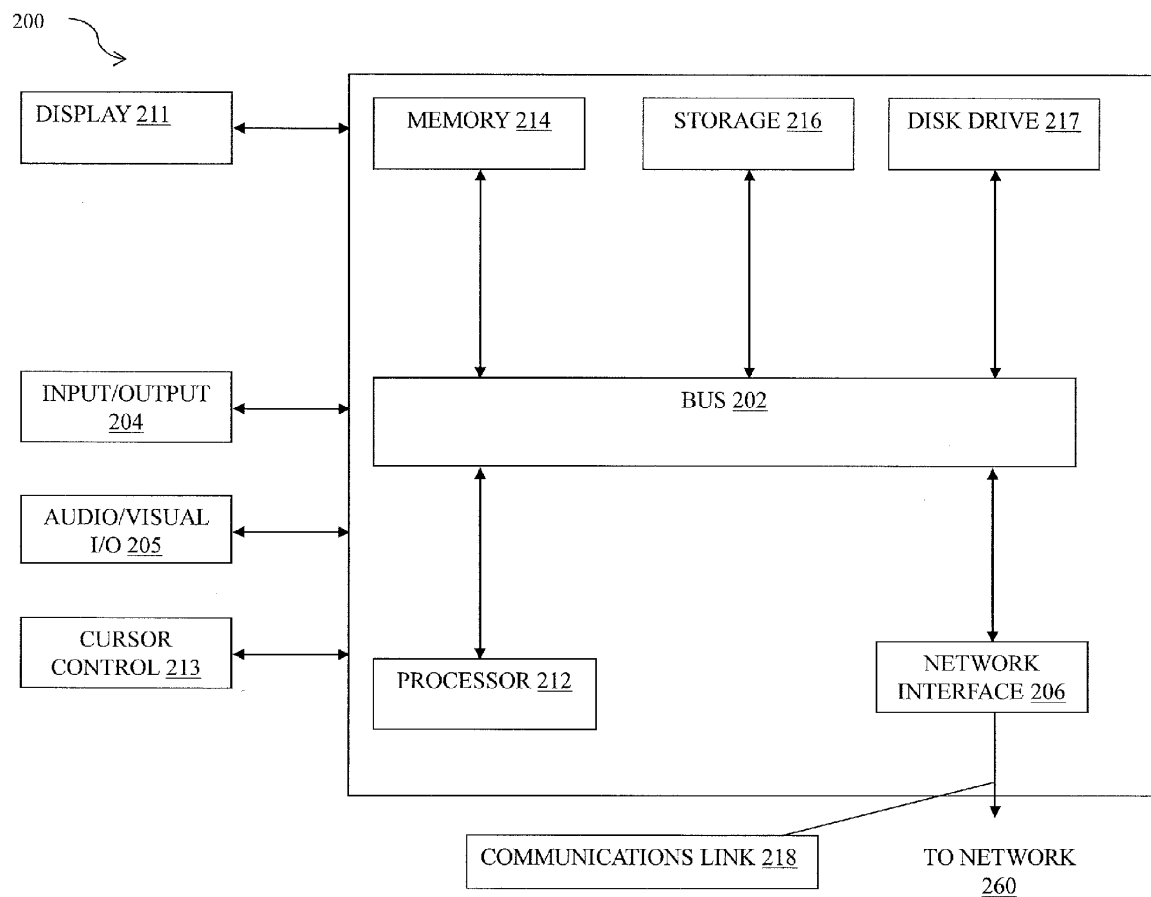 200
DISPLAY 211
MEMORY 214
STORAGE 216
DISK DRIVE 217
INPUT/OUTPUT
204
BUS 202
AUDIO/VISUAL
I/O 205
CURSOR
CONTROL 213
PROCESSOR 212
NETWORK
INTERFACE 206
COMMUNICATIONS LINK 218
TO NETWORK
260